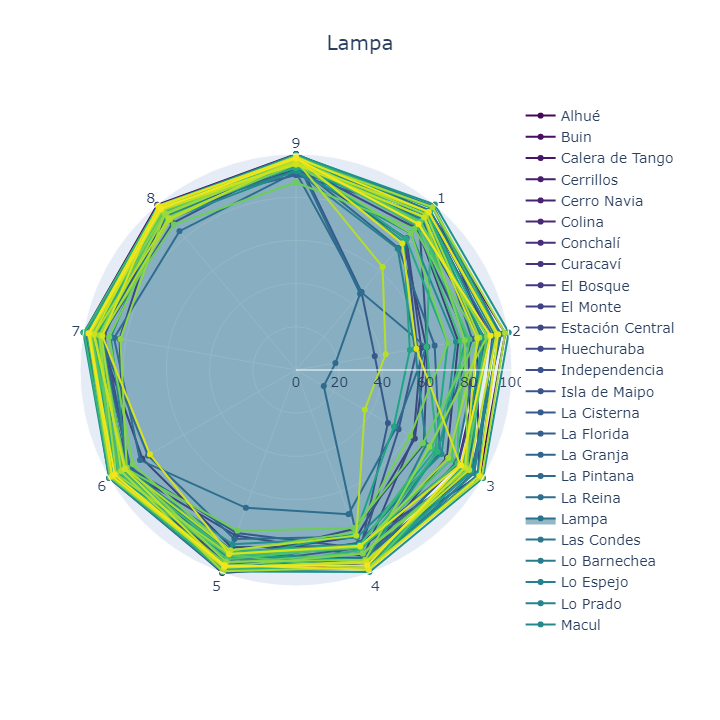 Lampa
9
8
1
7
2
0 20 40 60 80 100
6
3
5
4
Alhué
Buin
Calera de Tango
Cerrillos
Cerro Navia
Colina
Conchalí
Curacaví
El Bosque
El Monte
Estación Central
Huechuraba
Independencia
Isla de Maipo
La Cisterna
La Florida
La Granja
La Pintana
La Reina
Lampa
Las Condes
Lo Barnechea
Lo Espejo
Lo Prado
Macul